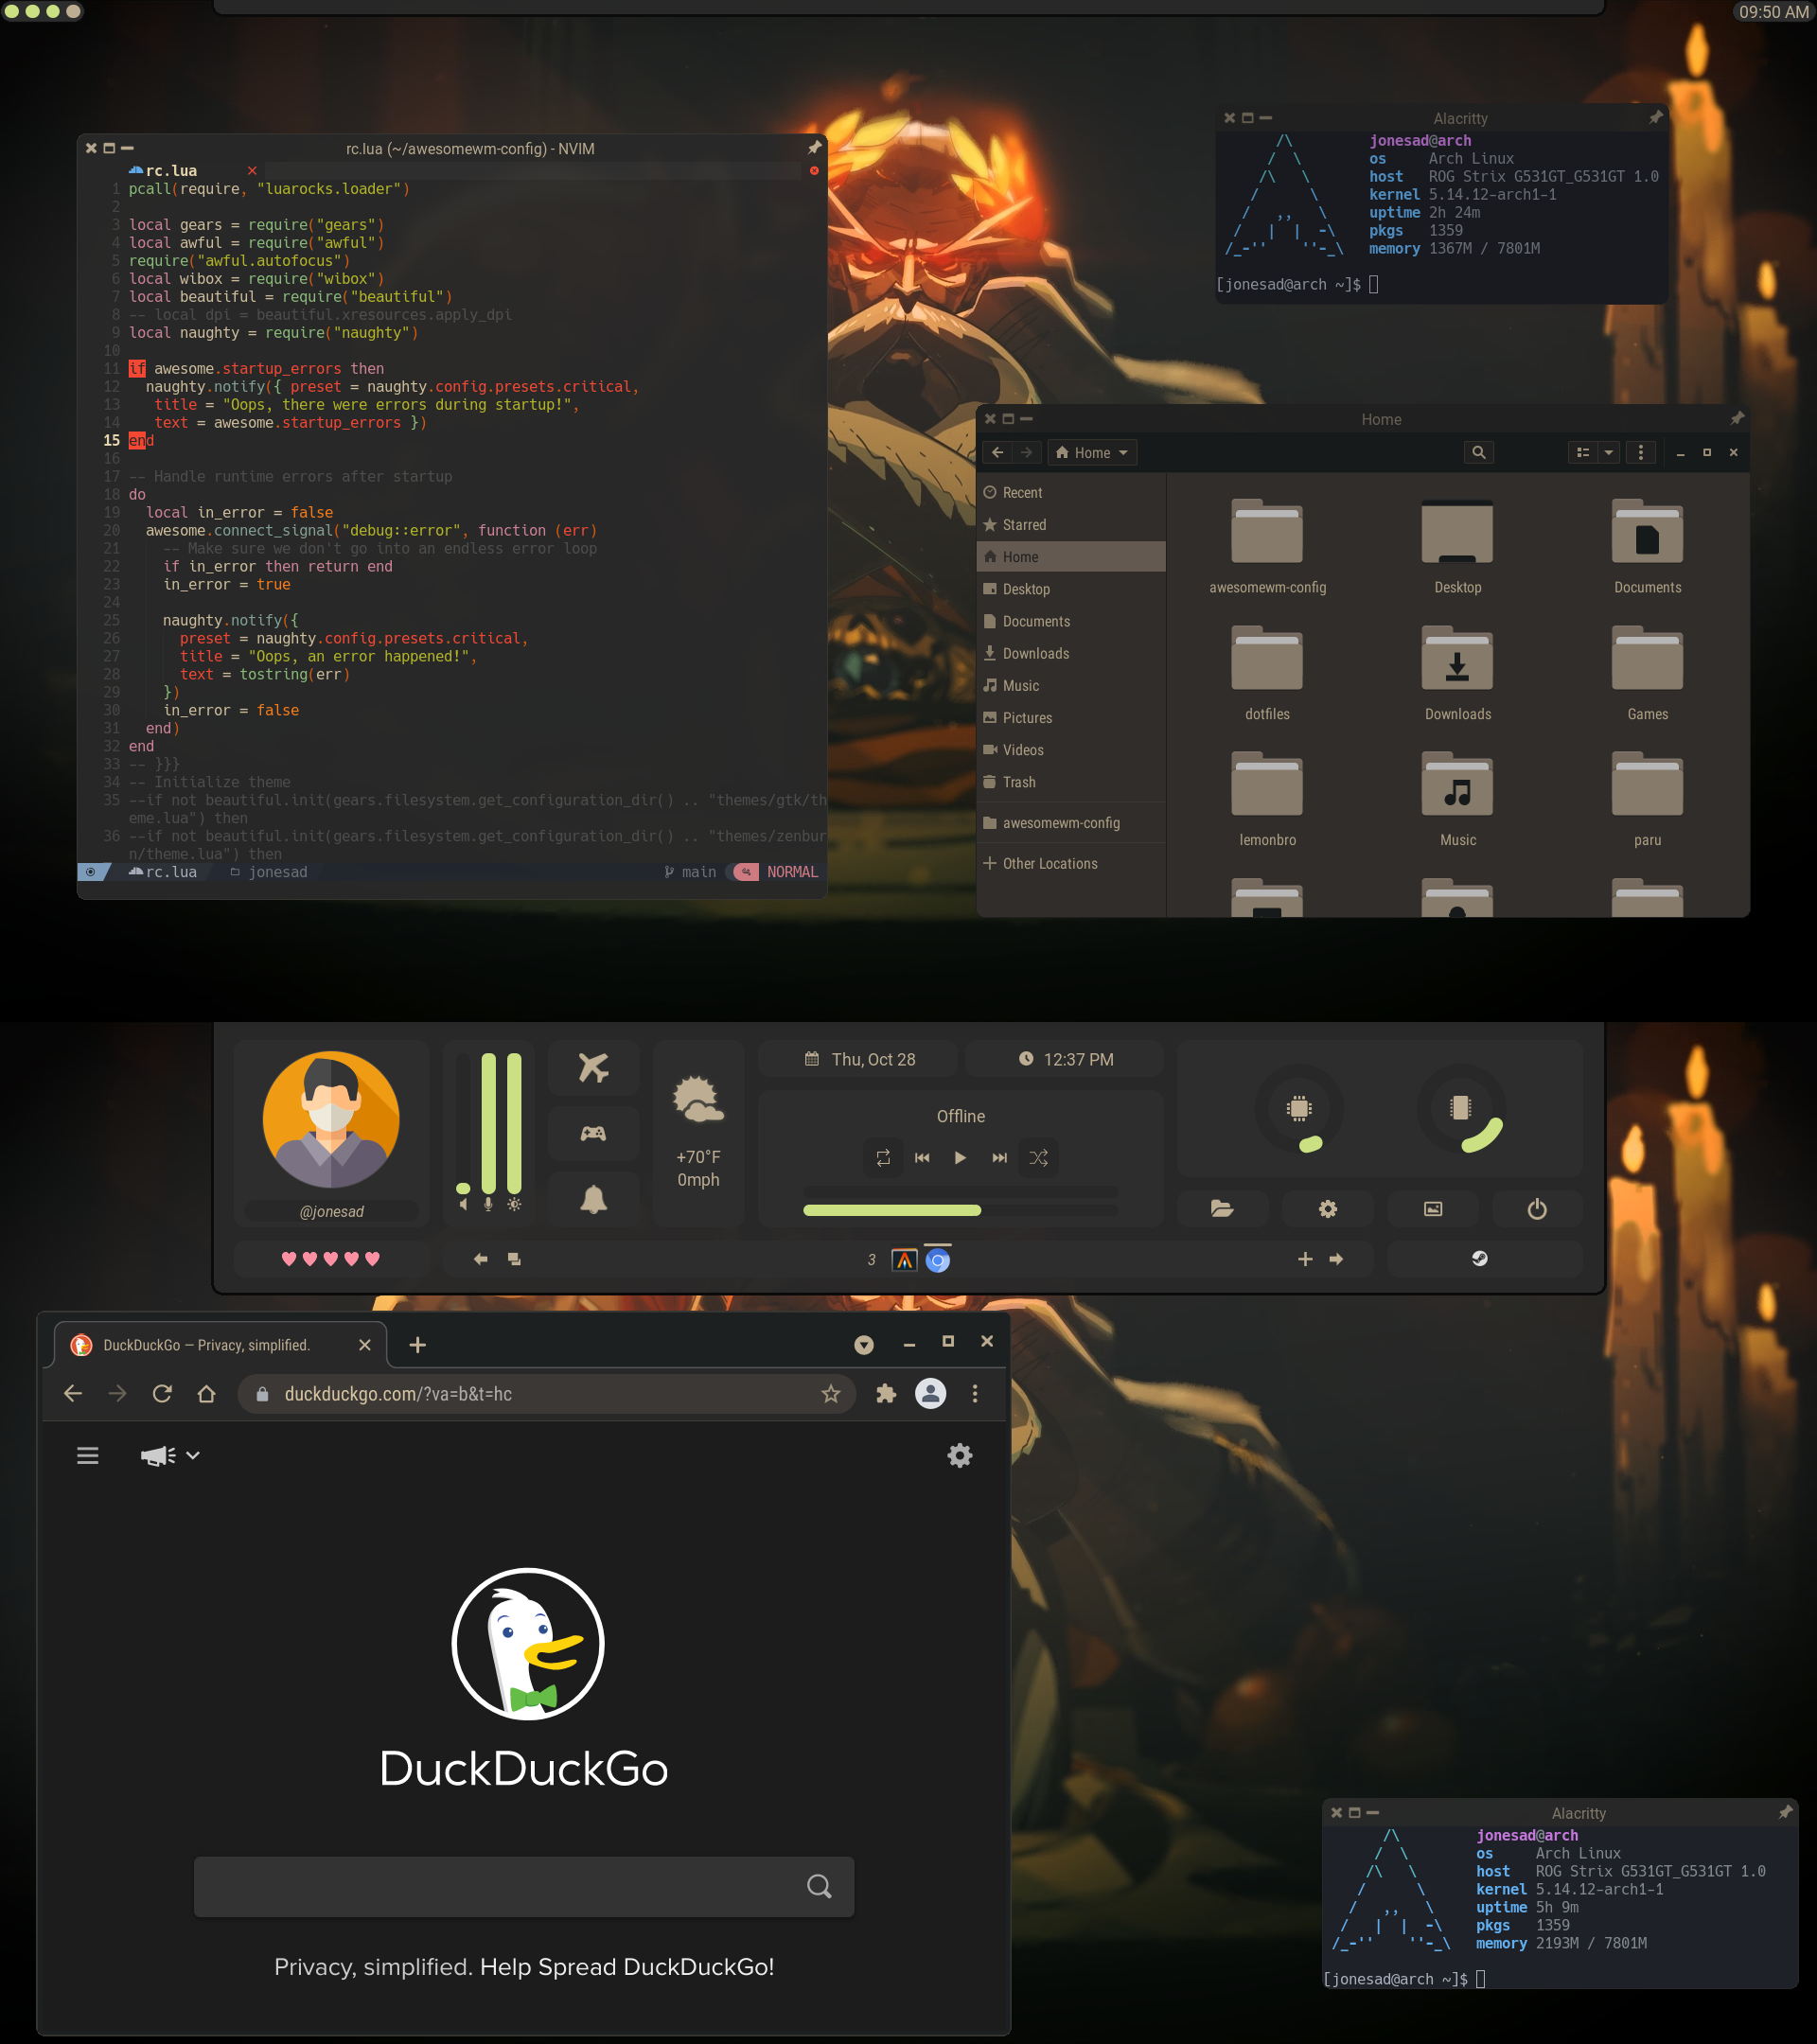 09:50 AM
rc.lua (~/awesomewm-config) - NVIM
rc.lua
1 pcall(require, "luarocks.loader")
2
3 local gears = require("gears")
4 local awful = require("awful")
5 require("awful.autofocus")
6 local wibox = require("wibox")
7 local beautiful = require("beautiful")
8 -- local dpi = beautiful.xresources.apply_dpi
9 local naughty = require("naughty")
10
11 if awesome.startup_errors then
12   naughty.notify({ preset = naughty.config.presets.critical,
13    title = "Oops, there were errors during startup!",
14    text = awesome.startup_errors })
15 end
16
17 -- Handle runtime errors after startup
18 do
19   local in_error = false
20   awesome.connect_signal("debug::error", function (err)
21     -- Make sure we don't go into an endless error loop
22     if in_error then return end
23     in_error = true
24
25     naughty.notify({
26       preset = naughty.config.presets.critical,
27       title = "Oops, an error happened!",
28       text = tostring(err)
29     })
30     in_error = false
31   end)
32 end
33 -- }}}
34 -- Initialize theme
35 --if not beautiful.init(gears.filesystem.get_configuration_dir() .. "themes/gtk/th
eme.lua") then
36 --if not beautiful.init(gears.filesystem.get_configuration_dir() .. "themes/zenbur
n/theme.lua") then
rc.lua jonesad main NORMAL
Alacritty
/\
/  \
/\   \
/      \
/   ,,   \
/   |  |  -\
/_-''    ''-_\
jonesad@arch
os Arch Linux
host ROG Strix G531GT_G531GT 1.0
kernel 5.14.12-arch1-1
uptime 2h 24m
pkgs 1359
memory 1367M / 7801M
[jonesad@arch ~]$
Home
Home
Recent
Starred
Home
Desktop
Documents
Downloads
Music
Pictures
Videos
Trash
awesomewm-config
Other Locations
awesomewm-config Desktop Documents
dotfiles Downloads Games
lemonbro Music paru
@jonesad
+70°F
0mph
Thu, Oct 28
12:37 PM
Offline
3
DuckDuckGo — Privacy, simplified.
duckduckgo.com/?va=b&t=hc
DuckDuckGo
Privacy, simplified. Help Spread DuckDuckGo!
Alacritty
/\
/  \
/\   \
/      \
/   ,,   \
/   |  |  -\
/_-''    ''-_\
jonesad@arch
os Arch Linux
host ROG Strix G531GT_G531GT 1.0
kernel 5.14.12-arch1-1
uptime 5h 9m
pkgs 1359
memory 2193M / 7801M
[jonesad@arch ~]$